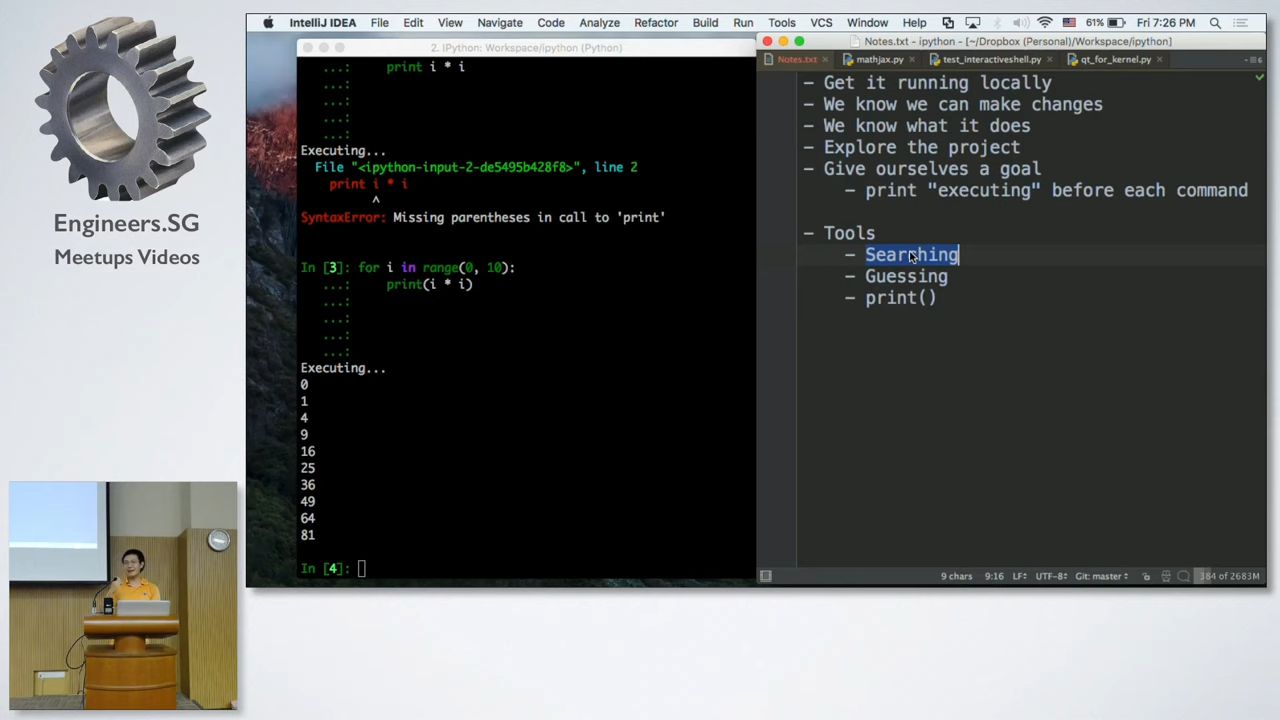 Engineers.SG
Meetups Videos
IntelliJ IDEA File Edit View Navigate Code Analyze Refactor Build Run Tools VCS Window Help 61% Fri 7:26 PM
2. IPython: Workspace/ipython (Python)
...: print i * i
...:
...:
...:
...:
Executing...
File "<ipython-input-2-de5495b428f8>", line 2
print i * i
^
SyntaxError: Missing parentheses in call to 'print'
In [3]: for i in range(0, 10):
...: print(i * i)
...:
...:
...:
...:
Executing...
0
1
4
9
16
25
36
49
64
81
In [4]:
Notes.txt - ipython - [~/Dropbox (Personal)/Workspace/ipython]
Notes.txt mathjax.py test_interactiveshell.py qt_for_kernel.py
- Get it running locally
- We know we can make changes
- We know what it does
- Explore the project
- Give ourselves a goal
- print "executing" before each command
- Tools
- Searching
- Guessing
- print()
9 chars 9:16 LF÷ UTF-8÷ Git: master÷ 384 of 2683M